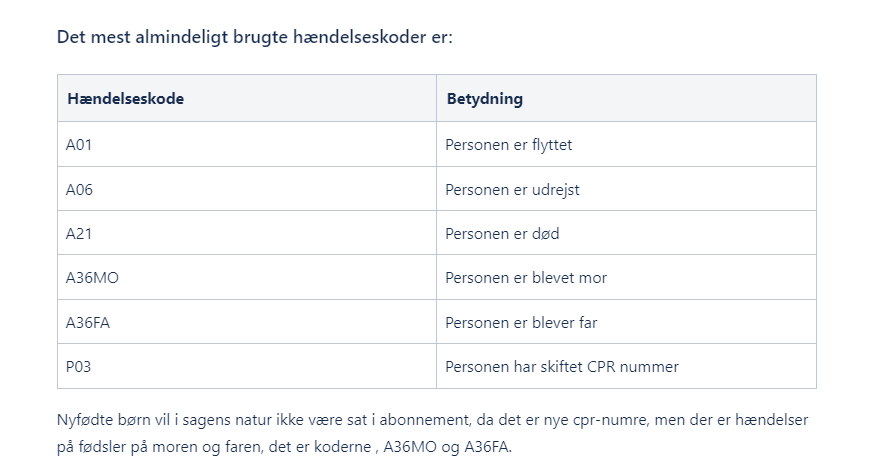 Det mest almindeligt brugte hændelseskoder er:
Hændelseskode Betydning
A01 Personen er flyttet
A06 Personen er udrejst
A21 Personen er død
A36MO Personen er blevet mor
A36FA Personen er blever far
P03 Personen har skiftet CPR nummer
Nyfødte børn vil i sagens natur ikke være sat i abonnement, da det er nye cpr-numre, men der er hændelser
på fødsler på moren og faren, det er koderne , A36MO og A36FA.